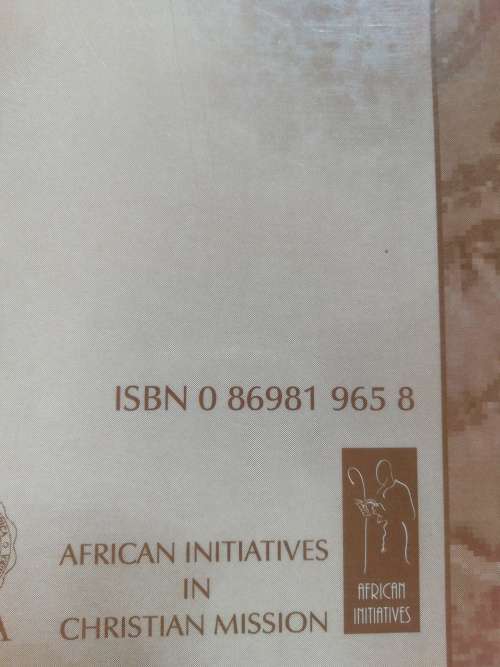 ISBN 0 86981 965 8
AFRICAN INITIATIVES
IN
CHRISTIAN MISSION
AFRICAN
INITIATIVES